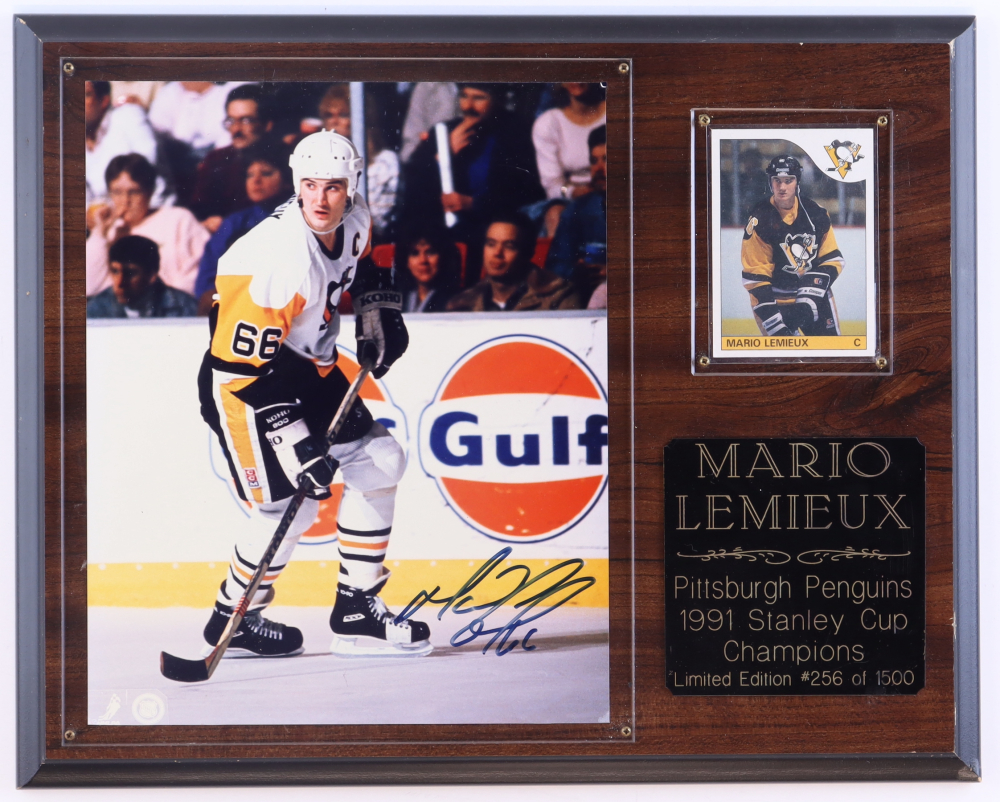 66
C
KOHO
Gulf
MARIO LEMIEUX C
MARIO
LEMIEUX
Pittsburgh Penguins
1991 Stanley Cup
Champions
Limited Edition #256 of 1500